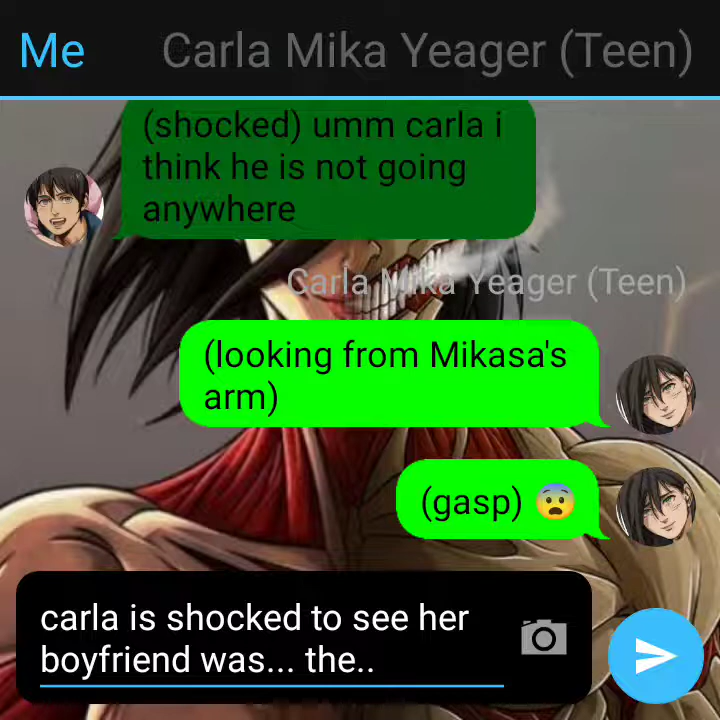 Me Carla Mika Yeager (Teen)
(shocked) umm carla i
think he is not going
anywhere
Carla Mika Yeager (Teen)
(looking from Mikasa's
arm)
(gasp) 😨
carla is shocked to see her
boyfriend was... the..